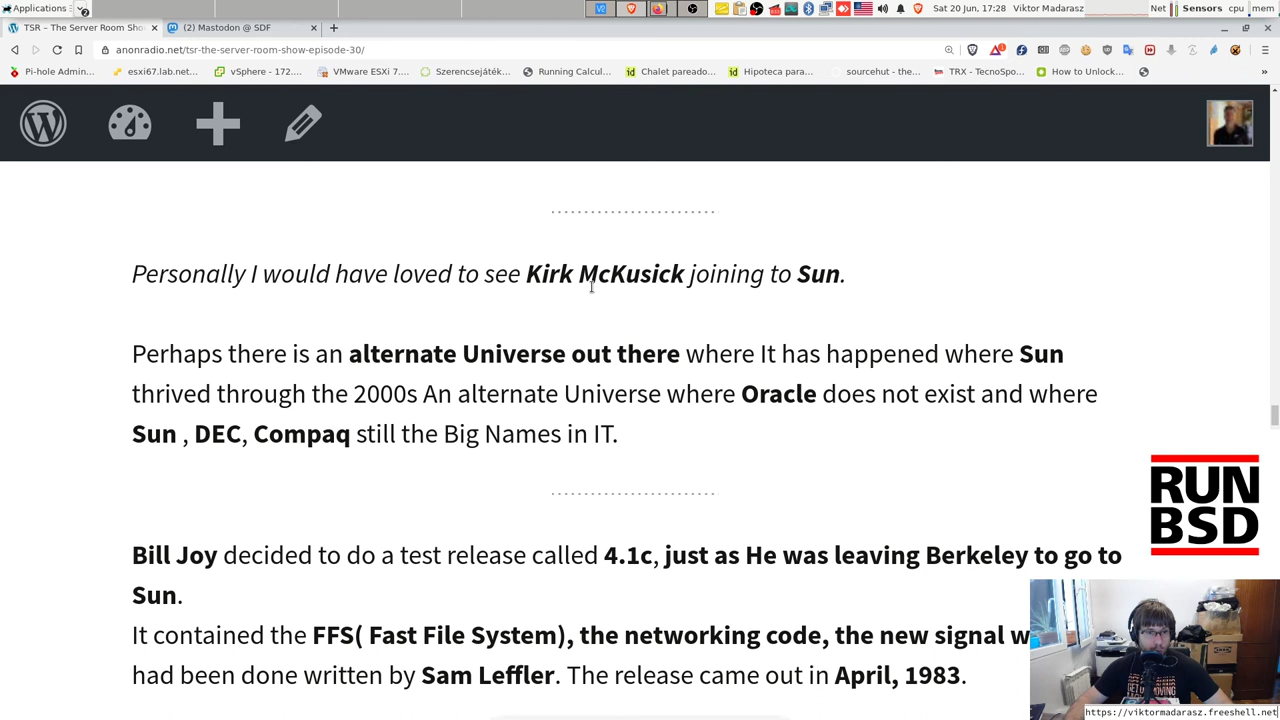 Applications
Sat 20 Jun, 17:28 Viktor Madarasz
Net Sensors cpu mem
TSR – The Server Room Sho
(2) Mastodon @ SDF
anonradio.net/tsr-the-server-room-show-episode-30/
Pi-hole Admin... esxi67.lab.net... vSphere - 172.... VMware ESXi 7.... Szerencsejáték... Running Calcul... Chalet pareado... Hipoteca para... sourcehut - the... TRX – TecnoSpo... How to Unlock...
Personally I would have loved to see Kirk McKusick joining to Sun.
Perhaps there is an alternate Universe out there where It has happened where Sun
thrived through the 2000s An alternate Universe where Oracle does not exist and where
Sun , DEC, Compaq still the Big Names in IT.
RUN
BSD
Bill Joy decided to do a test release called 4.1c, just as He was leaving Berkeley to go to
Sun.
It contained the FFS( Fast File System), the networking code, the new signal w
had been done written by Sam Leffler. The release came out in April, 1983.
https://viktormadarasz.freeshell.net